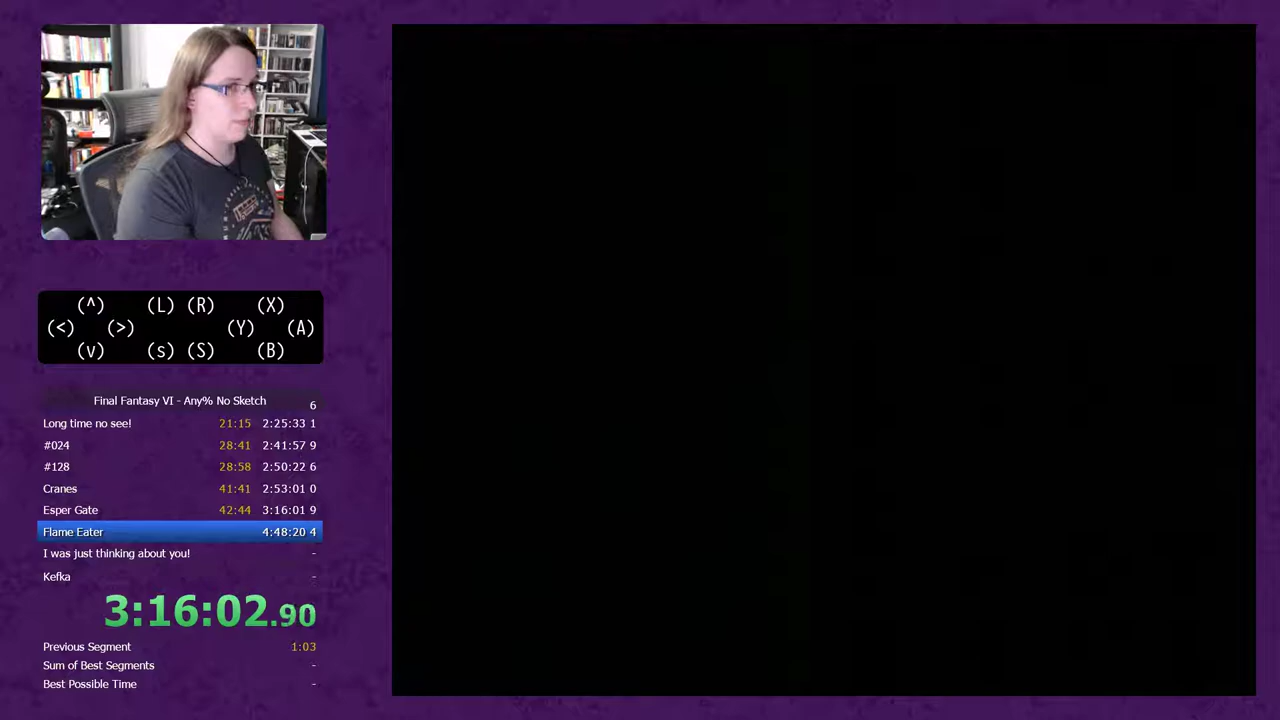 (^) (L) (R) (X)
(<) (>) (Y) (A)
(v) (s) (S) (B)
Final Fantasy VI - Any% No Sketch 6
Long time no see! 21:15 2:25:33 1
#024 28:41 2:41:57 9
#128 28:58 2:50:22 6
Cranes 41:41 2:53:01 0
Esper Gate 42:44 3:16:01 9
Flame Eater 4:48:20 4
I was just thinking about you! -
Kefka -
3:16:02.90
Previous Segment 1:03
Sum of Best Segments -
Best Possible Time -